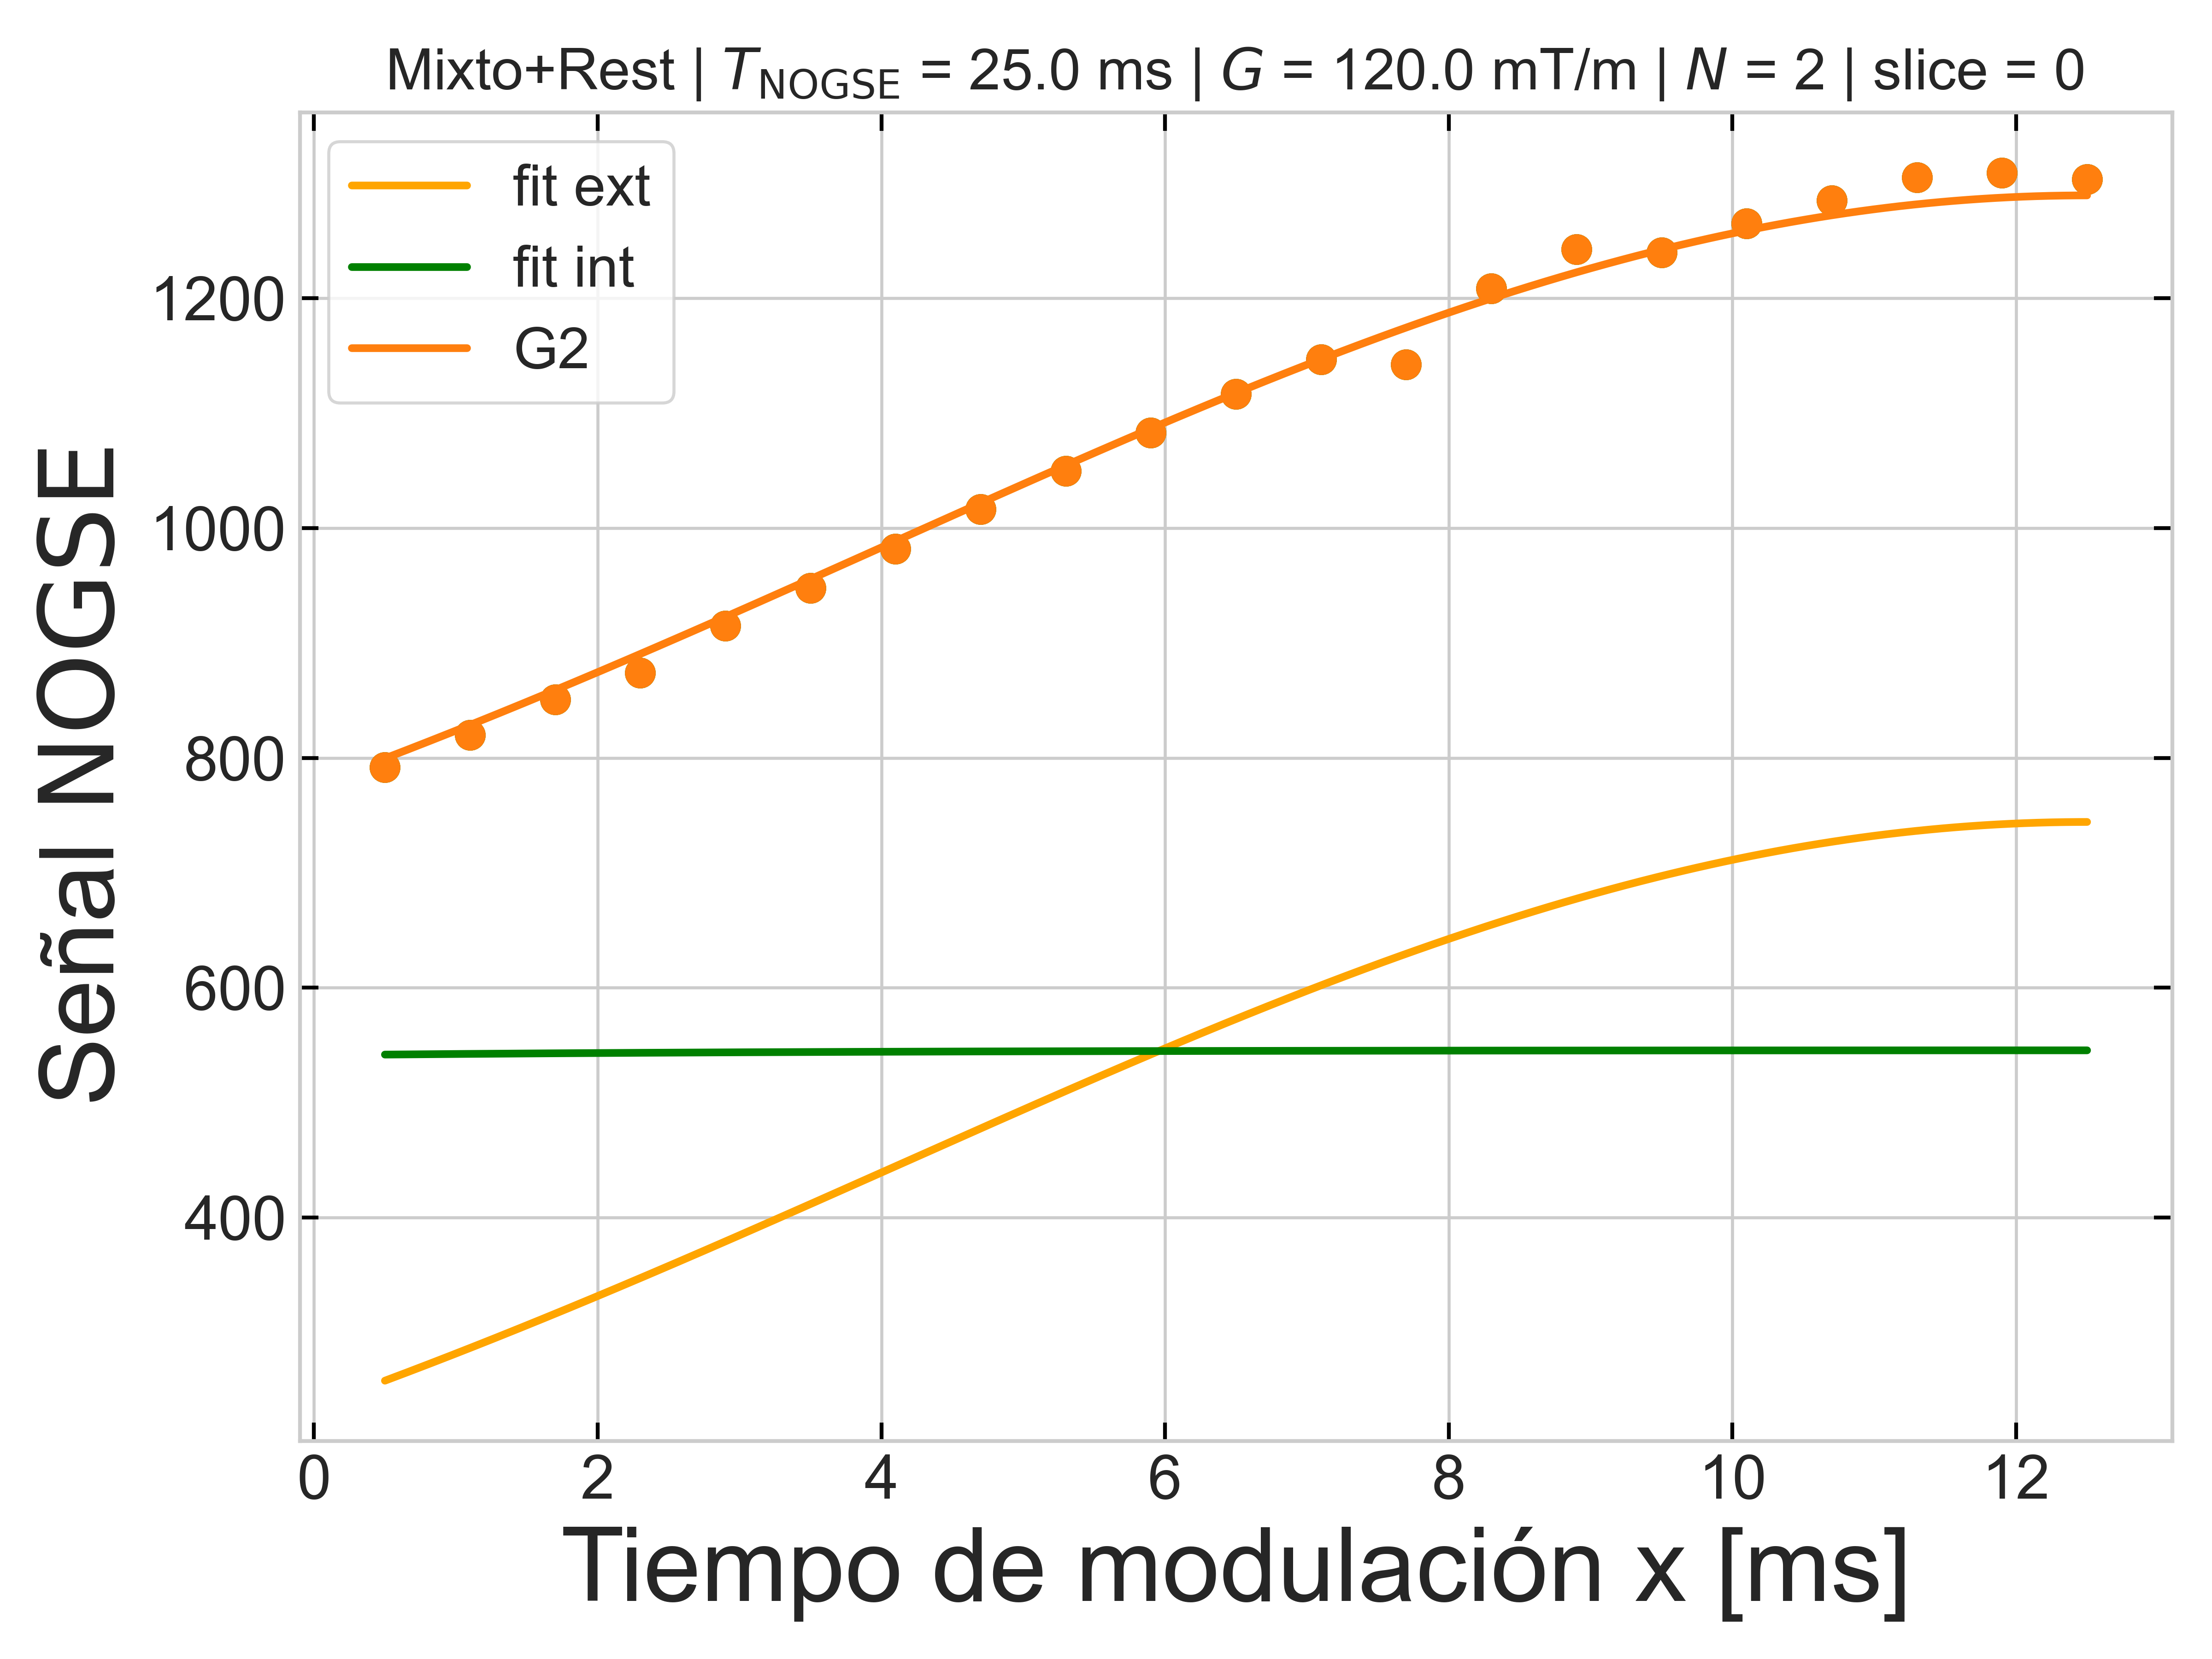 Mixto+Rest | T_NOGSE = 25.0 ms | G = 120.0 mT/m | N = 2 | slice = 0
fit ext
fit int
G2
Señal NOGSE
1200
1000
800
600
400
0 2 4 6 8 10 12
Tiempo de modulación x [ms]